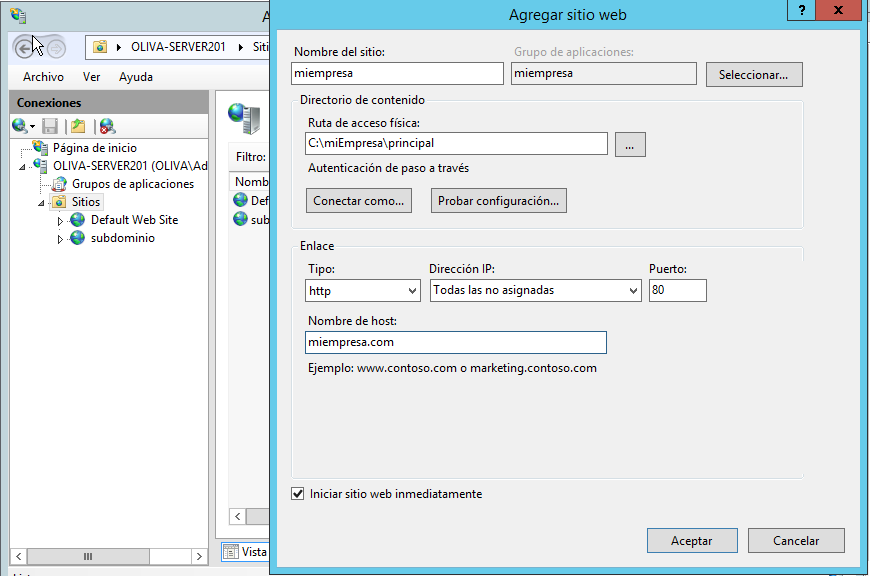 A
Agregar sitio web
?
x
OLIVA-SERVER201
Siti
Archivo Ver Ayuda
Conexiones
Página de inicio
OLIVA-SERVER201 (OLIVA\Ad
Grupos de aplicaciones
Sitios
Default Web Site
subdominio
Filtro:
Nomb
Def
sub
Vista
Nombre del sitio:
Grupo de aplicaciones:
miempresa
miempresa
Seleccionar...
Directorio de contenido
Ruta de acceso física:
C:\miEmpresa\principal
...
Autenticación de paso a través
Conectar como...
Probar configuración...
Enlace
Tipo:
Dirección IP:
Puerto:
http
Todas las no asignadas
80
Nombre de host:
miempresa.com
Ejemplo: www.contoso.com o marketing.contoso.com
Iniciar sitio web inmediatamente
Aceptar
Cancelar